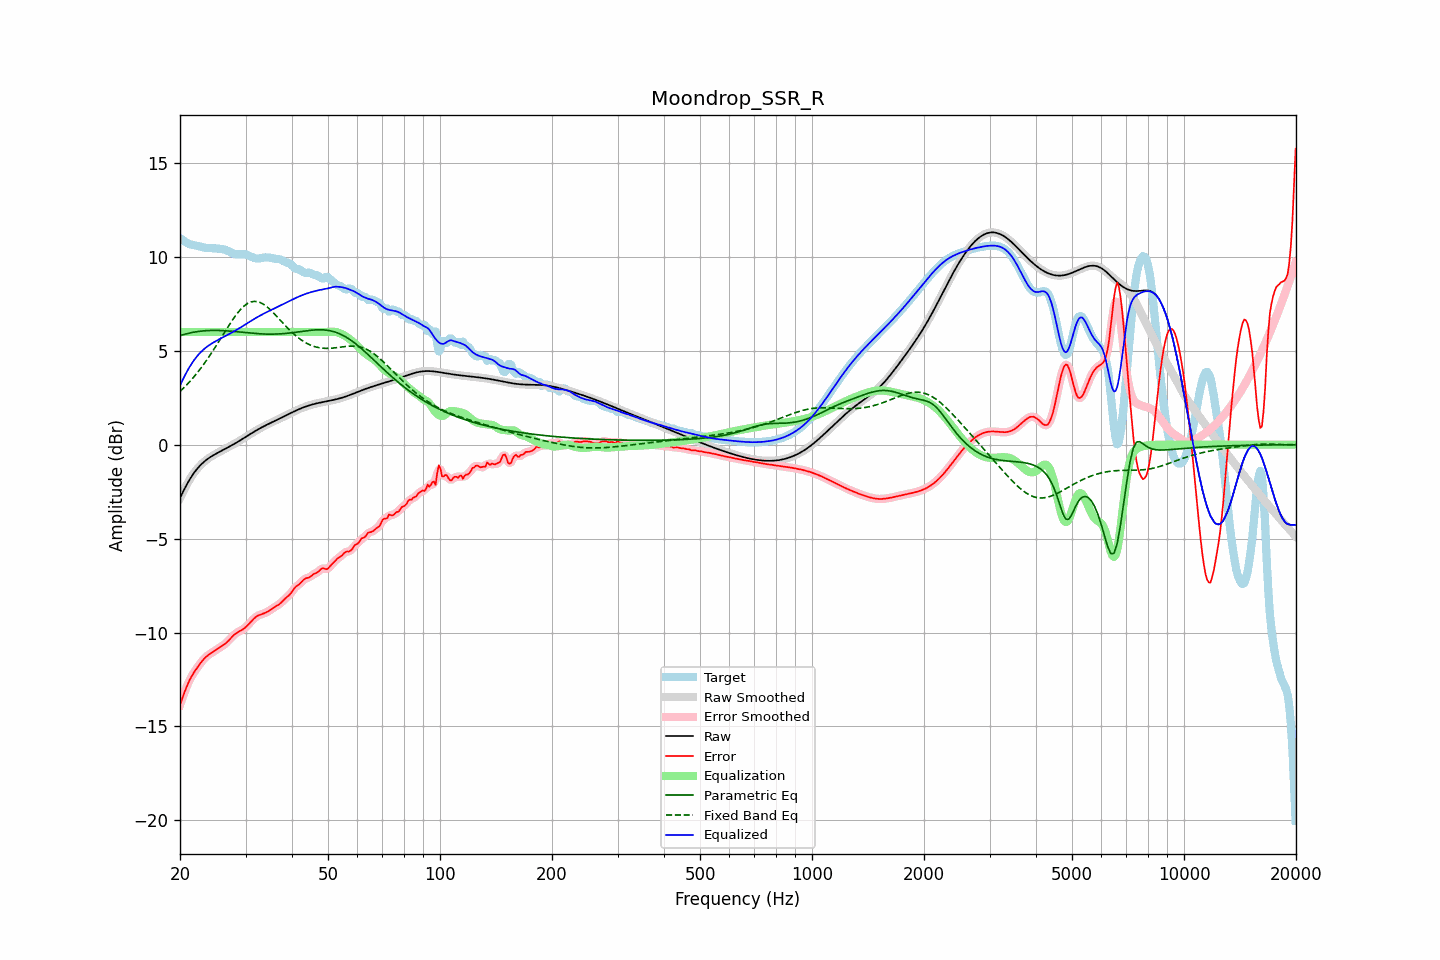 Moondrop_SSR_R
15
10
5
0
−5
−10
−15
−20
Amplitude (dBr)
Target
Raw Smoothed
Error Smoothed
Raw
Error
Equalization
Parametric Eq
Fixed Band Eq
Equalized
20 50 100 200 500 1000 2000 5000 10000 20000
Frequency (Hz)